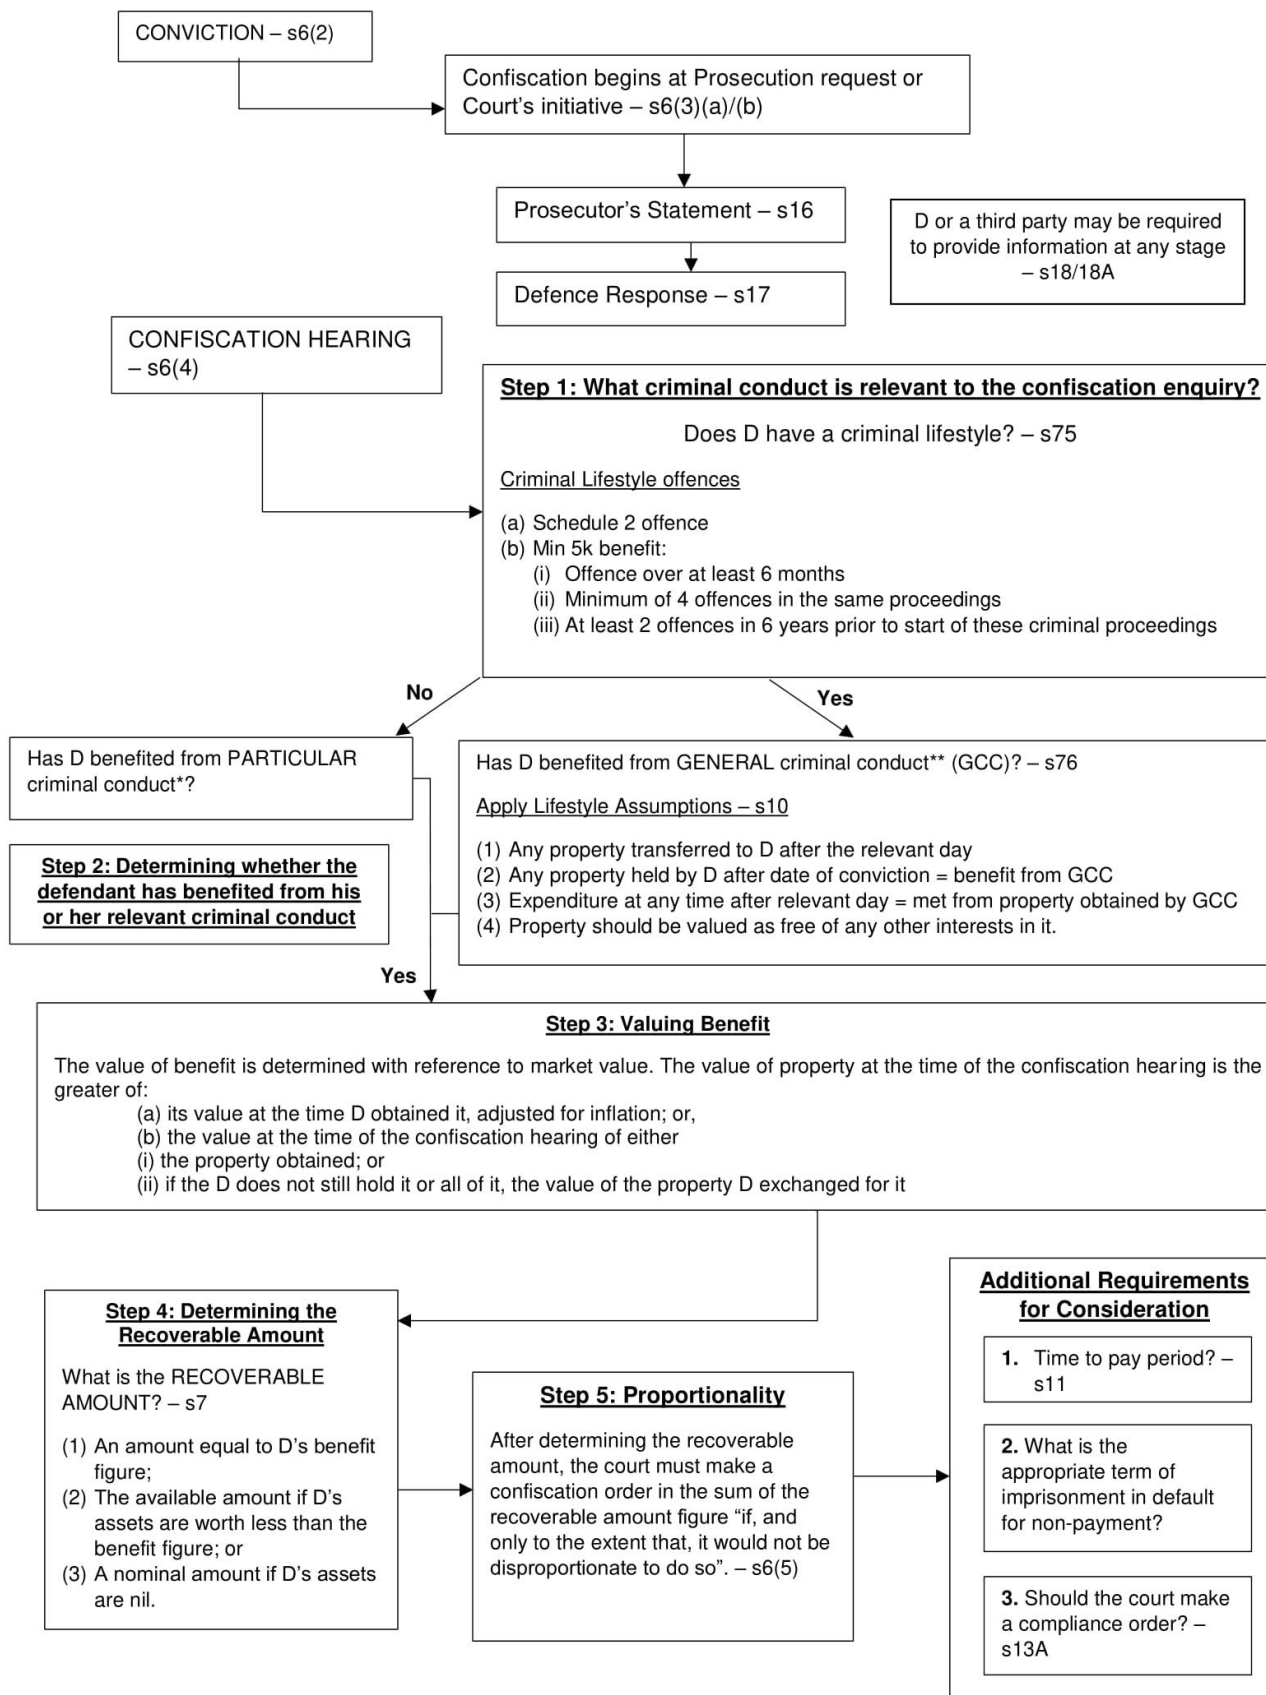 CONVICTION – s6(2)
Confiscation begins at Prosecution request or
Court’s initiative – s6(3)(a)/(b)
Prosecutor’s Statement – s16
D or a third party may be required
to provide information at any stage
– s18/18A
Defence Response – s17
CONFISCATION HEARING
– s6(4)
Step 1: What criminal conduct is relevant to the confiscation enquiry?
Does D have a criminal lifestyle? – s75
Criminal Lifestyle offences
(a) Schedule 2 offence
(b) Min 5k benefit:
(i) Offence over at least 6 months
(ii) Minimum of 4 offences in the same proceedings
(iii) At least 2 offences in 6 years prior to start of these criminal proceedings
No
Yes
Has D benefited from PARTICULAR
criminal conduct*?
Has D benefited from GENERAL criminal conduct** (GCC)? – s76
Apply Lifestyle Assumptions – s10
(1) Any property transferred to D after the relevant day
(2) Any property held by D after date of conviction = benefit from GCC
(3) Expenditure at any time after relevant day = met from property obtained by GCC
(4) Property should be valued as free of any other interests in it.
Step 2: Determining whether the
defendant has benefited from his
or her relevant criminal conduct
Yes
Step 3: Valuing Benefit
The value of benefit is determined with reference to market value. The value of property at the time of the confiscation hearing is the
greater of:
(a) its value at the time D obtained it, adjusted for inflation; or,
(b) the value at the time of the confiscation hearing of either
(i) the property obtained; or
(ii) if the D does not still hold it or all of it, the value of the property D exchanged for it
Step 4: Determining the
Recoverable Amount
What is the RECOVERABLE
AMOUNT? – s7
(1) An amount equal to D’s benefit
figure;
(2) The available amount if D’s
assets are worth less than the
benefit figure; or
(3) A nominal amount if D’s assets
are nil.
Step 5: Proportionality
After determining the recoverable
amount, the court must make a
confiscation order in the sum of the
recoverable amount figure “if, and
only to the extent that, it would not be
disproportionate to do so”. – s6(5)
Additional Requirements
for Consideration
1. Time to pay period? –
s11
2. What is the
appropriate term of
imprisonment in default
for non-payment?
3. Should the court make
a compliance order? –
s13A